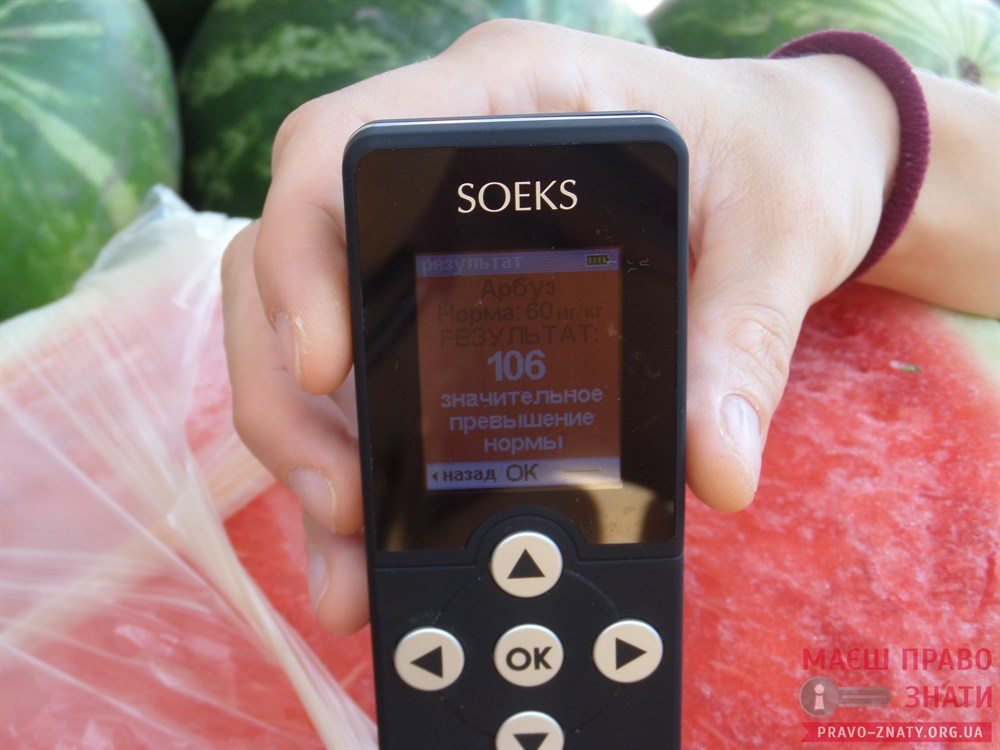 SOEKS
результат
Арбуз
Норма: 60 мг/кг
РЕЗУЛЬТАТ:
106
значительное
превышение
нормы
назад OK
OK
МАЄШ ПРАВО
ЗНАТИ
PRAVO-ZNATY.ORG.UA